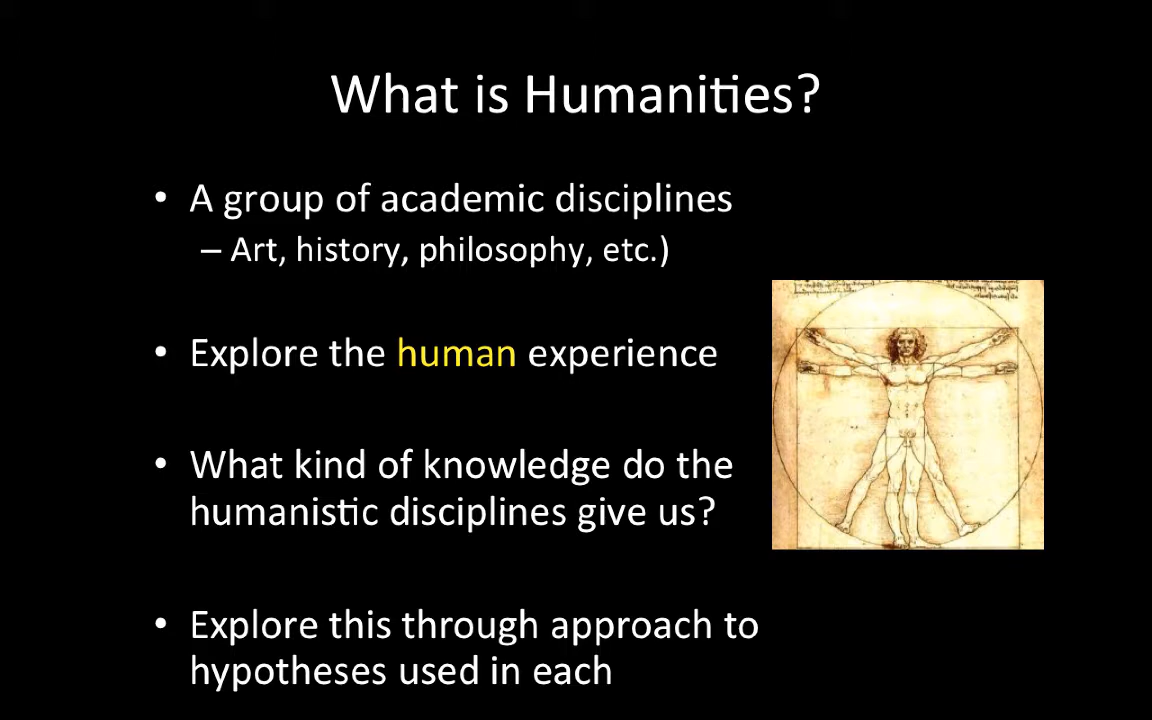 What is Humanities?
• A group of academic disciplines
– Art, history, philosophy, etc.)
• Explore the human experience
• What kind of knowledge do the
humanistic disciplines give us?
• Explore this through approach to
hypotheses used in each